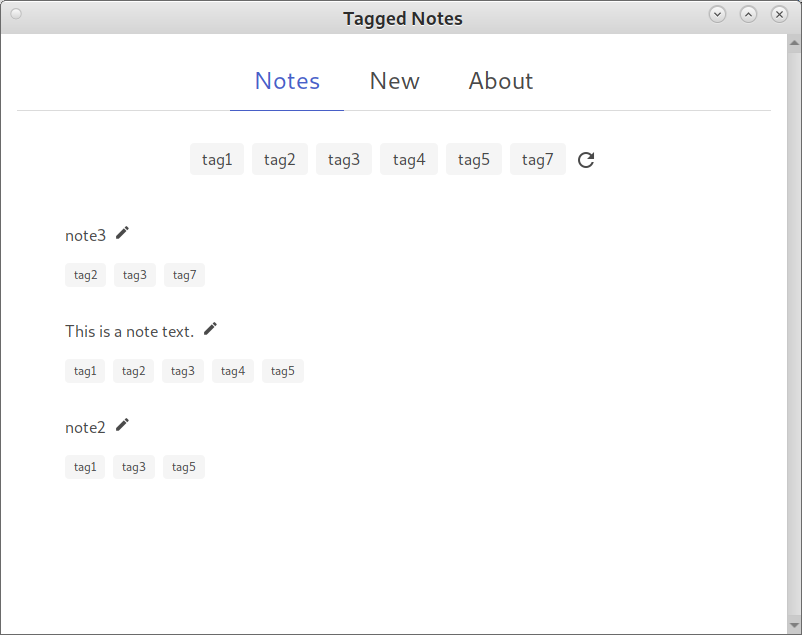 Tagged Notes
Notes New About
tag1 tag2 tag3 tag4 tag5 tag7
note3
tag2 tag3 tag7
This is a note text.
tag1 tag2 tag3 tag4 tag5
note2
tag1 tag3 tag5